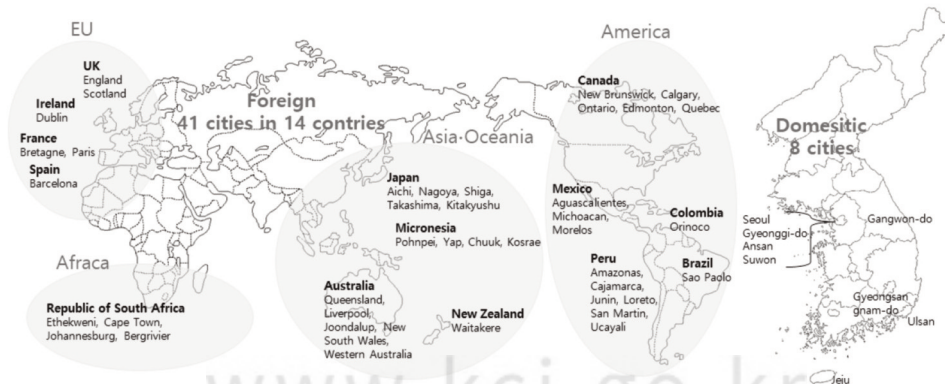 EU
UK
England
Scotland
Ireland
Dublin
France
Bretagne, Paris
Spain
Barcelona
Foreign
41 cities in 14 contries
Afraca
Republic of South Africa
Ethekweni, Cape Town,
Johannesburg, Bergrivier
Asia·Oceania
Japan
Aichi, Nagoya, Shiga,
Takashima, Kitakyushu
Micronesia
Pohnpei, Yap, Chuuk, Kosrae
Australia
Queensland,
Liverpool,
Joondalup, New
South Wales,
Western Australia
New Zealand
Waitakere
America
Canada
New Brunswick, Calgary,
Ontario, Edmonton, Quebec
Mexico
Aguascalientes,
Michoacan,
Morelos
Colombia
Orinoco
Peru
Amazonas,
Cajamarca,
Junin, Loreto,
San Martin,
Ucayali
Brazil
Sao Paolo
Domesitic
8 cities
Seoul
Gyeonggi-do
Ansan
Suwon
Gangwon-do
Gyeongsan
gnam-do
Ulsan
Jeju
www.kci.go.kr